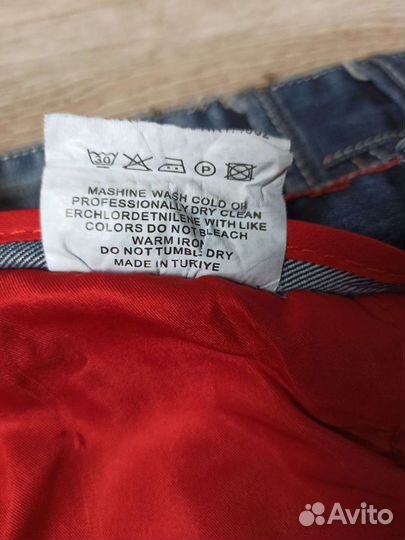 30 P
MASHINE WASH COLD OR
PROFESSIONALLY DRY CLEAN
ERCHLORDETNILENE WITH LIKE
COLORS DO NOT BLEACH
WARM IRON
DO NOT TUMBLE DRY
MADE IN TURIYE
Avito